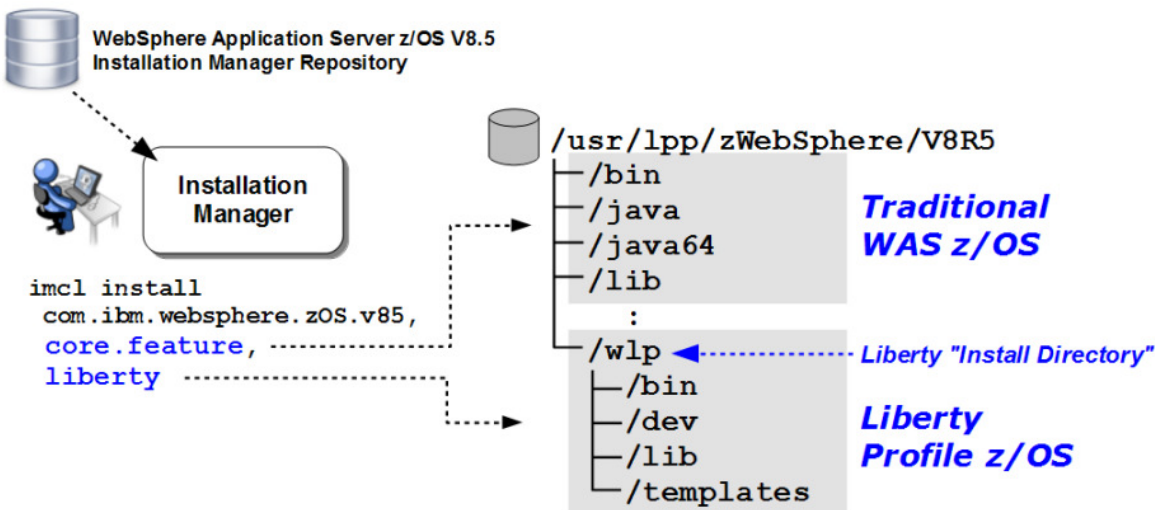 WebSphere Application Server z/OS V8.5
Installation Manager Repository
Installation
Manager
imcl install
com.ibm.websphere.zOS.v85,
core.feature,
liberty
/usr/lpp/zWebSphere/V8R5
/bin
/java
/java64
/lib
:
/wlp
/bin
/dev
/lib
/templates
Traditional
WAS z/OS
Liberty "Install Directory"
Liberty
Profile z/OS